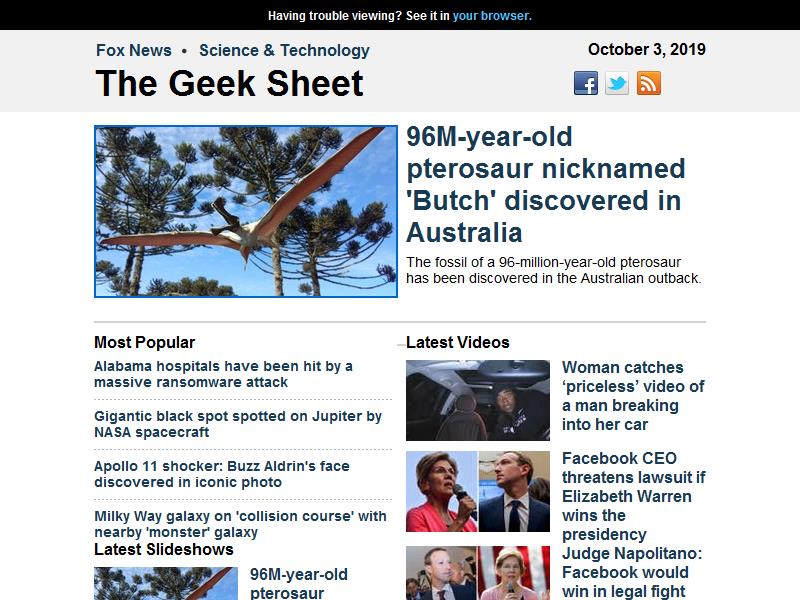 Having trouble viewing? See it in your browser.
Fox News • Science & Technology
October 3, 2019
The Geek Sheet
96M-year-old
pterosaur nicknamed
'Butch' discovered in
Australia
The fossil of a 96-million-year-old pterosaur
has been discovered in the Australian outback.
Most Popular
Alabama hospitals have been hit by a
massive ransomware attack
Gigantic black spot spotted on Jupiter by
NASA spacecraft
Apollo 11 shocker: Buzz Aldrin's face
discovered in iconic photo
Milky Way galaxy on 'collision course' with
nearby 'monster' galaxy
Latest Slideshows
96M-year-old
pterosaur
Latest Videos
Woman catches
‘priceless’ video of
a man breaking
into her car
Facebook CEO
threatens lawsuit if
Elizabeth Warren
wins the
presidency
Judge Napolitano:
Facebook would
win in legal fight